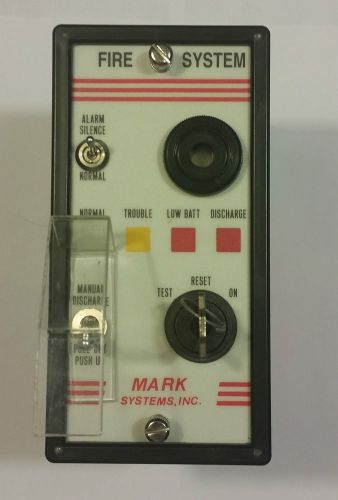 FIRE SYSTEM
ALARM
SILENCE
NORMAL
NORMAL TROUBLE LOW BATT DISCHARGE
MANUAL
DISCHARGE
TEST RESET ON
PUSH U
MARK
SYSTEMS, INC.